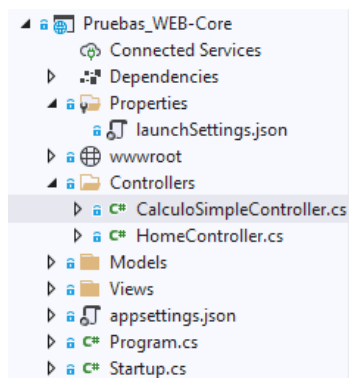 Pruebas_WEB-Core
Connected Services
Dependencies
Properties
launchSettings.json
wwwroot
Controllers
C# CalculoSimpleController.cs
C# HomeController.cs
Models
Views
appsettings.json
C# Program.cs
C# Startup.cs